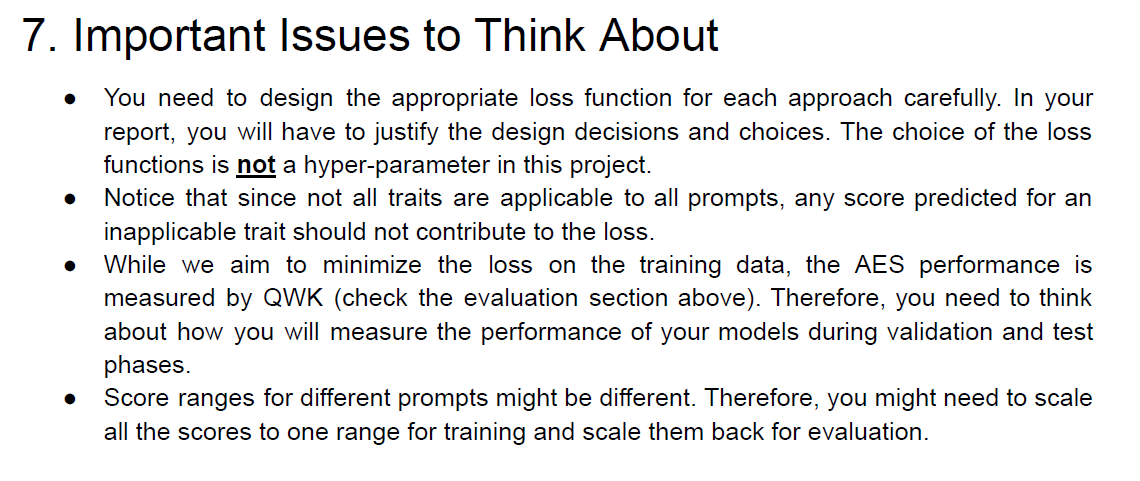 7. Important Issues to Think About
● You need to design the appropriate loss function for each approach carefully. In your
report, you will have to justify the design decisions and choices. The choice of the loss
functions is not a hyper-parameter in this project.
● Notice that since not all traits are applicable to all prompts, any score predicted for an
inapplicable trait should not contribute to the loss.
● While we aim to minimize the loss on the training data, the AES performance is
measured by QWK (check the evaluation section above). Therefore, you need to think
about how you will measure the performance of your models during validation and test
phases.
● Score ranges for different prompts might be different. Therefore, you might need to scale
all the scores to one range for training and scale them back for evaluation.